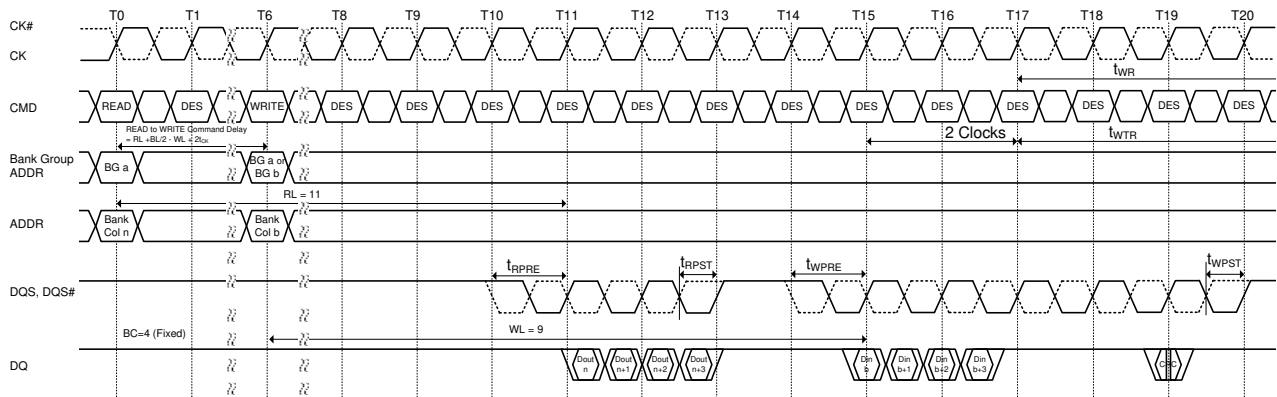 T0 T1 T6 T8 T9 T10 T11 T12 T13 T14 T15 T16 T17 T18 T19 T20
CK#
CK
tWR
CMD READ DES WRITE DES DES DES DES DES DES DES DES DES DES DES DES DES
READ to WRITE Command Delay
= RL +BL/2 - WL + 2tCK
2 Clocks
tWTR
Bank Group
ADDR
BG a
BG a or
BG b
RL = 11
ADDR
Bank
Col n
Bank
Col b
tRPRE
tRPST
tWPRE
tWPST
DQS, DQS#
BC=4 (Fixed)
WL = 9
DQ
Dout
n
Dout
n+1
Dout
n+2
Dout
n+3
Din
b
Din
b+1
Din
b+2
Din
b+3
CRC